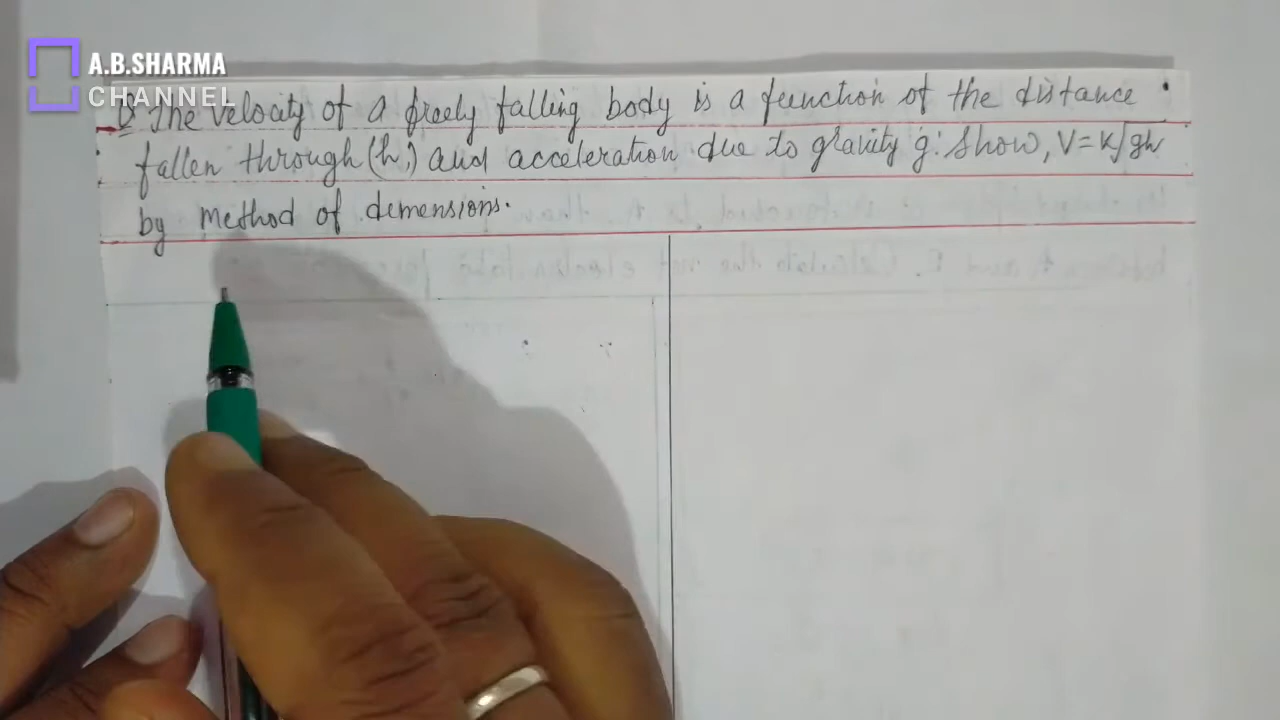 A.B.SHARMA
CHANNEL
Q The velocity of a freely falling body is a function of the distance
fallen through (h) and acceleration due to gravity g. Show, V = K√gh
by method of dimensions.